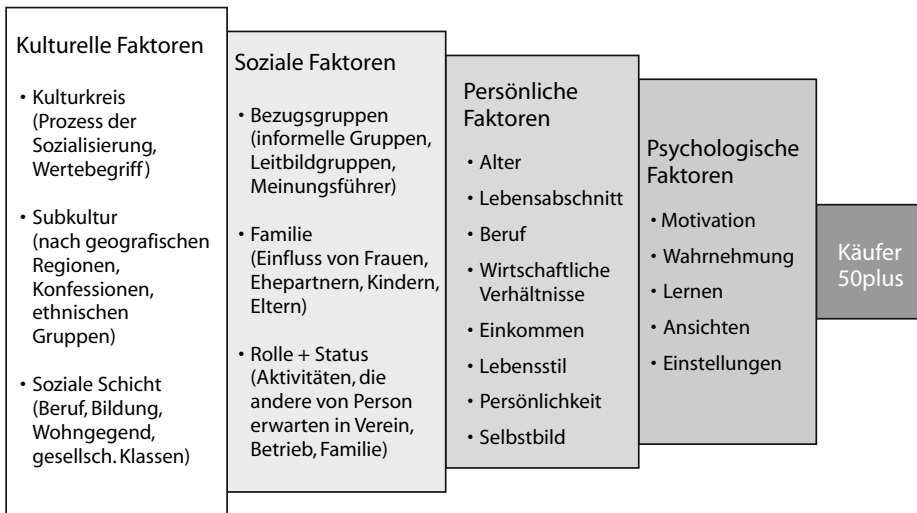 Kulturelle Faktoren
• Kulturkreis
(Prozess der
Sozialisierung,
Wertebegriff)
• Subkultur
(nach geografischen
Regionen,
Konfessionen,
ethnischen
Gruppen)
• Soziale Schicht
(Beruf, Bildung,
Wohngegend,
gesellsch. Klassen)
Soziale Faktoren
• Bezugsgruppen
(informelle Gruppen,
Leitbildgruppen,
Meinungsführer)
• Familie
(Einfluss von Frauen,
Ehepartnern, Kindern,
Eltern)
• Rolle + Status
(Aktivitäten, die
andere von Person
erwarten in Verein,
Betrieb, Familie)
Persönliche
Faktoren
• Alter
• Lebensabschnitt
• Beruf
• Wirtschaftliche
Verhältnisse
• Einkommen
• Lebensstil
• Persönlichkeit
• Selbstbild
Psychologische
Faktoren
• Motivation
• Wahrnehmung
• Lernen
• Ansichten
• Einstellungen
Käufer
50plus